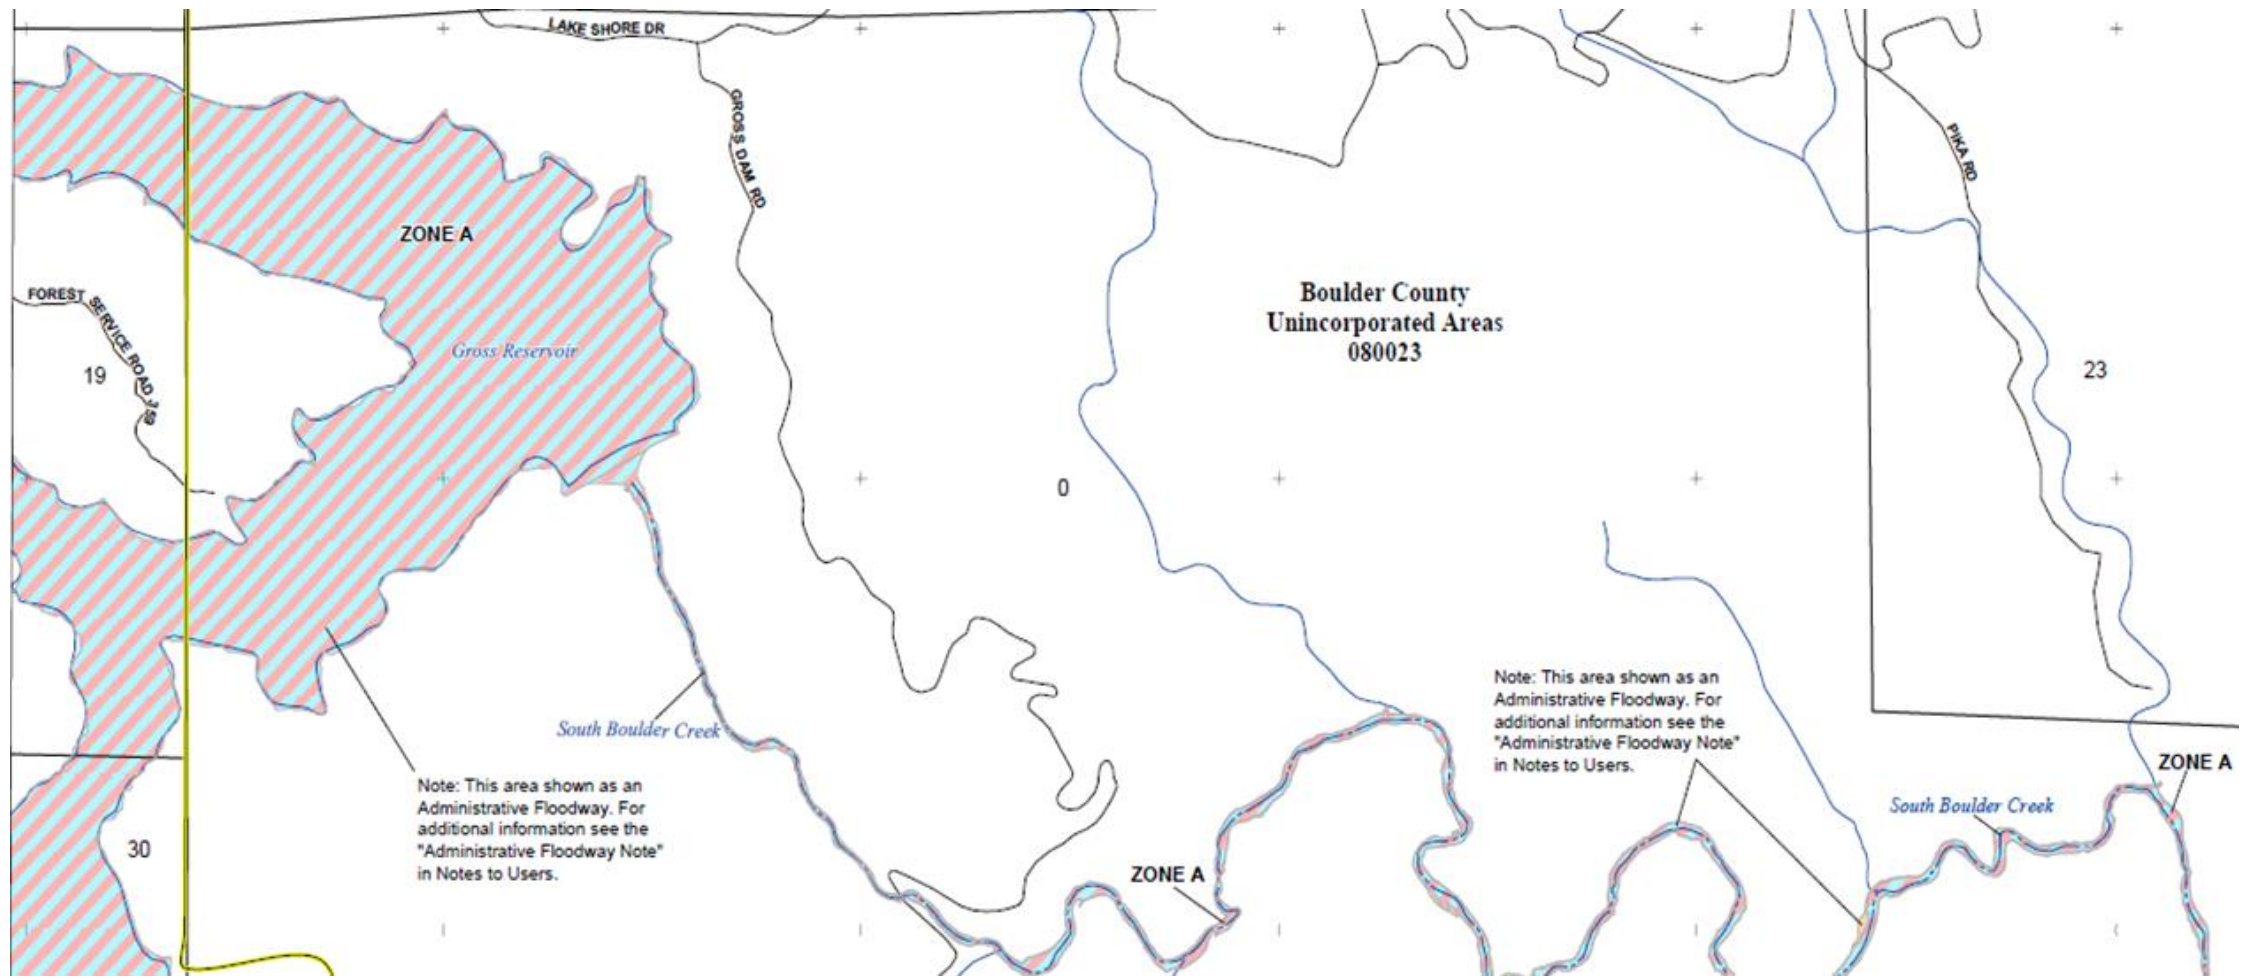 LAKE SHORE DR
GROSS DAM RD
PIKA RD
ZONE A
FOREST SERVICE ROAD 359
Gross Reservoir
19
Boulder County
Unincorporated Areas
080023
23
0
South Boulder Creek
Note: This area shown as an
Administrative Floodway. For
additional information see the
"Administrative Floodway Note"
in Notes to Users.
Note: This area shown as an
Administrative Floodway. For
additional information see the
"Administrative Floodway Note"
in Notes to Users.
30
ZONE A
South Boulder Creek
ZONE A